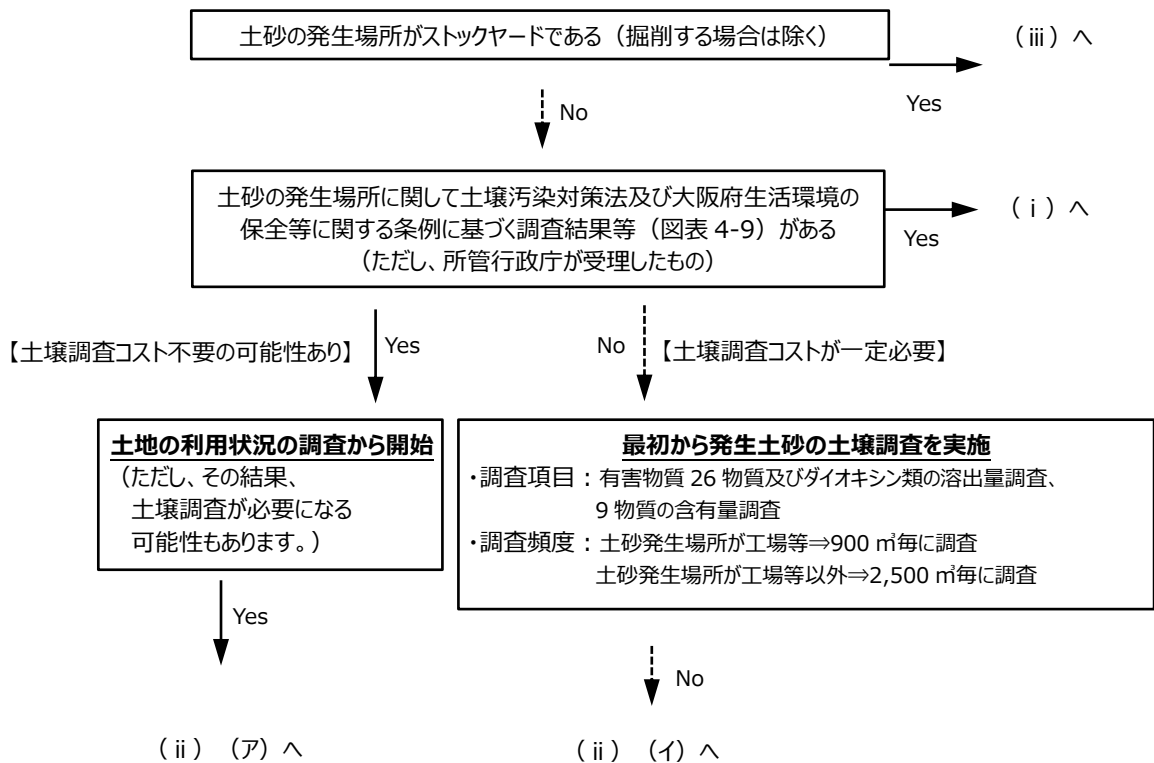 土砂の発生場所がストックヤードである（掘削する場合は除く）
（ⅲ）へ
Yes
No
土砂の発生場所に関して土壌汚染対策法及び大阪府生活環境の
保全等に関する条例に基づく調査結果等（図表 4-9）がある
（ただし、所管行政庁が受理したもの）
（ⅰ）へ
Yes
【土壌調査コスト不要の可能性あり】
Yes
No
【土壌調査コストが一定必要】
土地の利用状況の調査から開始
（ただし、その結果、
土壌調査が必要になる
可能性もあります。）
最初から発生土砂の土壌調査を実施
・調査項目：有害物質 26 物質及びダイオキシン類の溶出量調査、
9 物質の含有量調査
・調査頻度：土砂発生場所が工場等⇒900 ㎡毎に調査
土砂発生場所が工場等以外⇒2,500 ㎡毎に調査
Yes
No
（ⅱ）（ア）へ
（ⅱ）（イ）へ